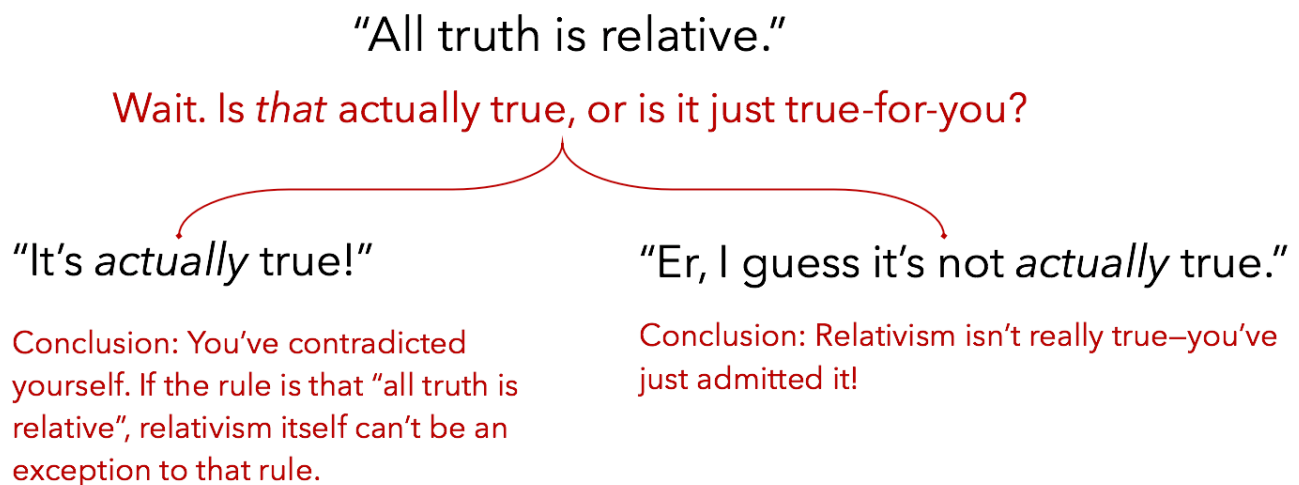 “All truth is relative.”
Wait. Is that actually true, or is it just true-for-you?
“It’s actually true!”
Conclusion: You’ve contradicted
yourself. If the rule is that “all truth is
relative”, relativism itself can’t be an
exception to that rule.
“Er, I guess it’s not actually true.”
Conclusion: Relativism isn’t really true—you’ve
just admitted it!